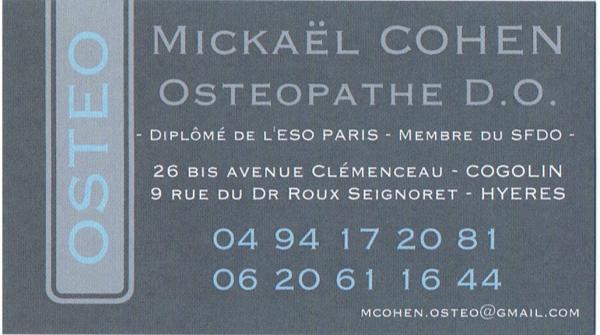 OSTEO
Mickaël COHEN
Osteopathe D.O.
- Diplômé de l'ESO PARIS - Membre du SFDO -
26 bis avenue Clémenceau - COGOLIN
9 rue du Dr Roux Seignoret - HYERES
04 94 17 20 81
06 20 61 16 44
mcohen.osteo@gmail.com